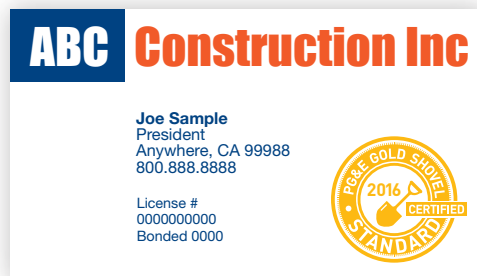 ABC Construction Inc
Joe Sample
President
Anywhere, CA 99988
800.888.8888
License #
0000000000
Bonded 0000
PG&E GOLD SHOVEL
2016
CERTIFIED
STANDARD